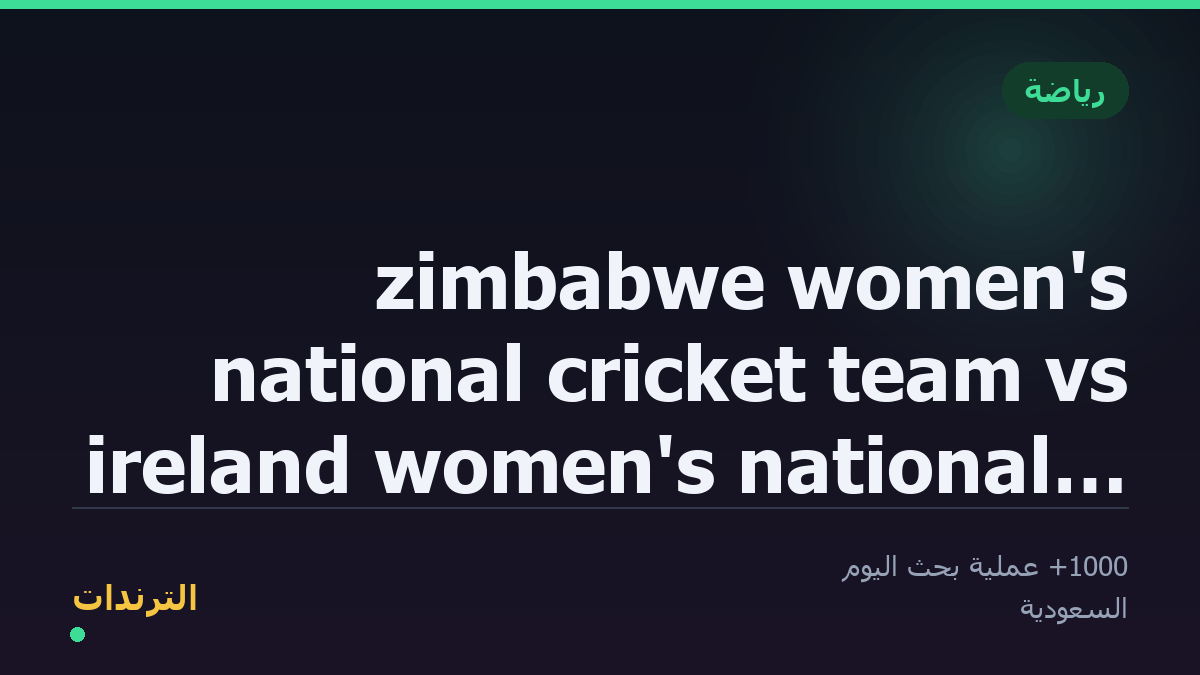 رياضة
zimbabwe women's
national cricket team vs
ireland women's national...
1000+ عملية بحث اليوم
السعودية
الترندات